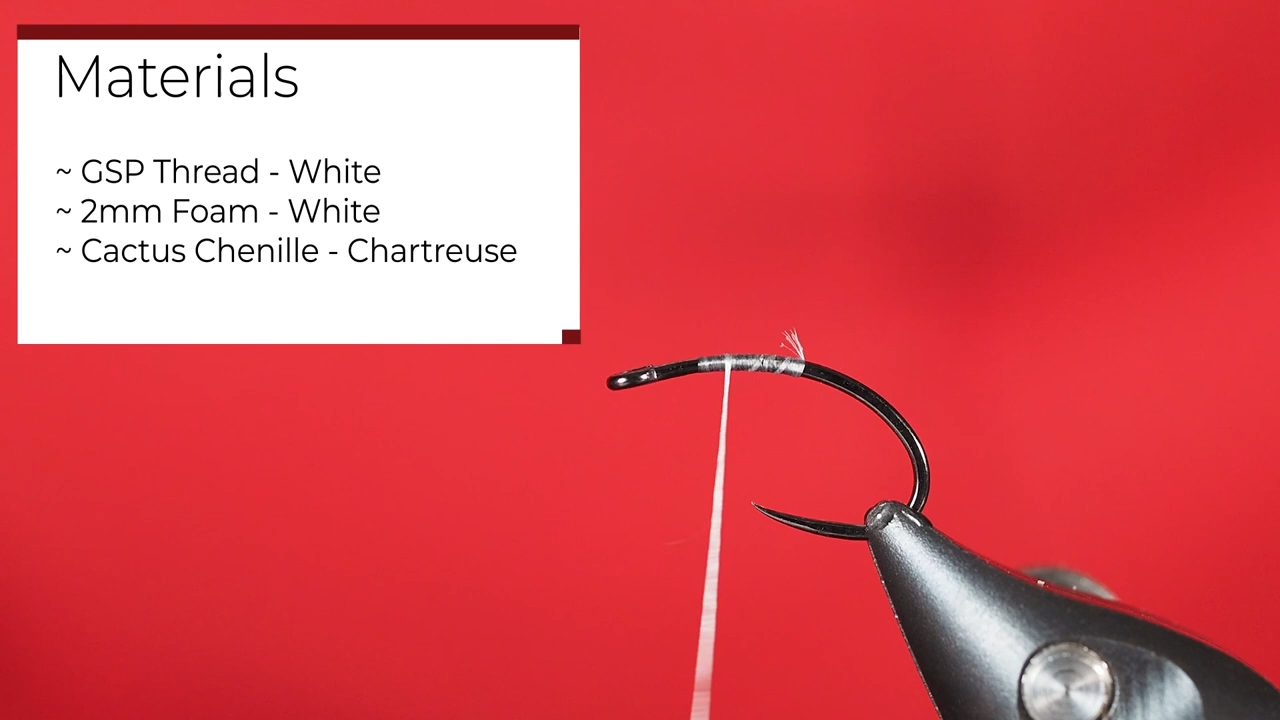 Materials
~ GSP Thread - White
~ 2mm Foam - White
~ Cactus Chenille - Chartreuse